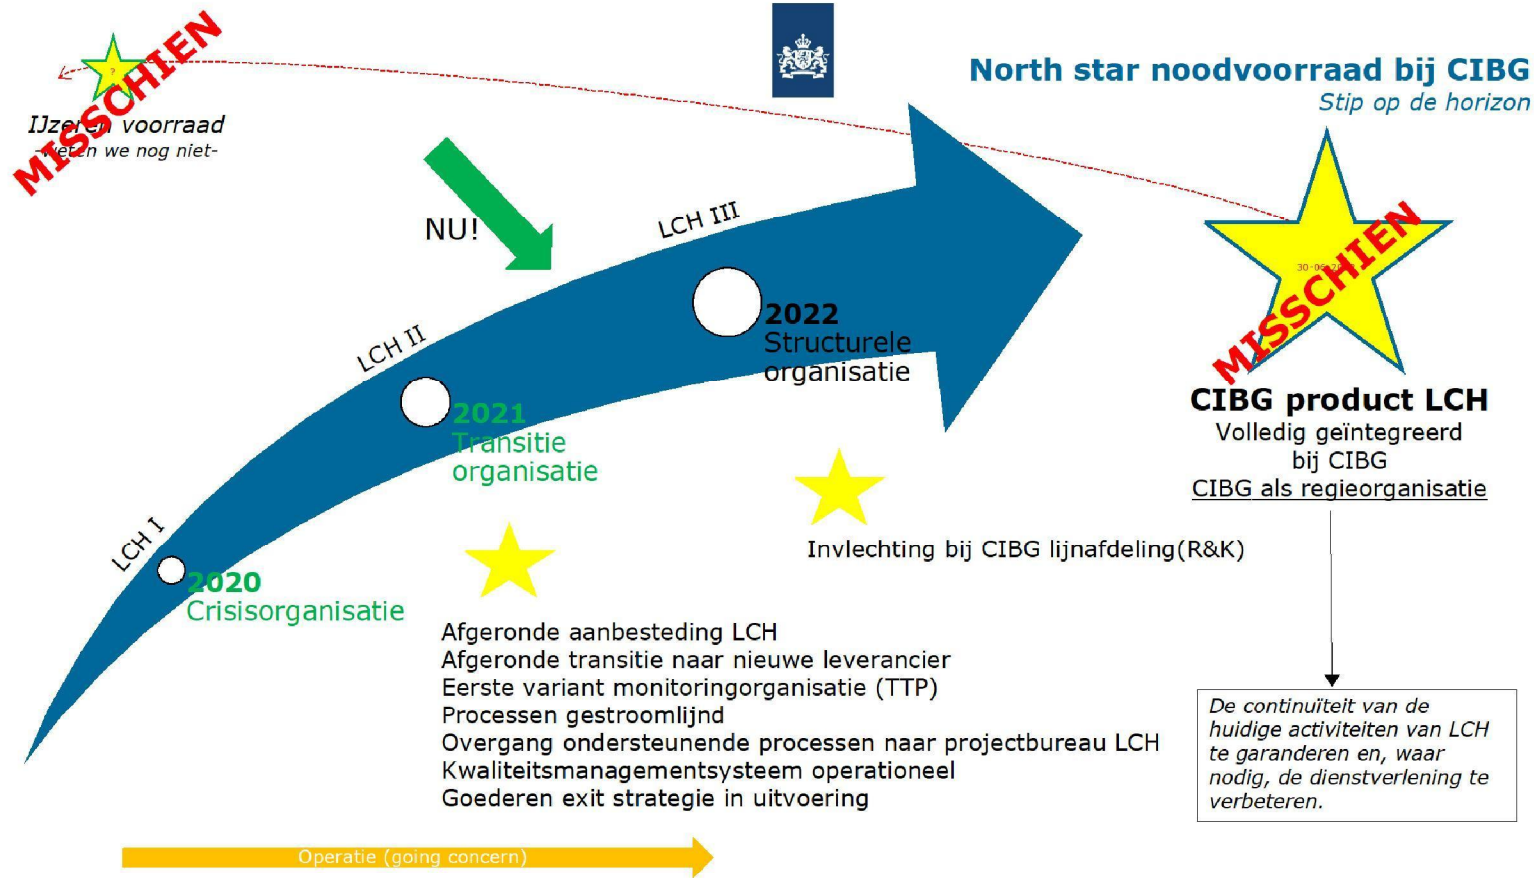 North star noodvoorraad bij CIBG
Stip op de horizon
MISSCHIEN
?
IJzeren voorraad
-weten we nog niet-
NU!
LCH III
LCH II
LCH I
2022
Structurele
organisatie
2021
Transitie
organisatie
2020
Crisisorganisatie
MISSCHIEN
CIBG product LCH
Volledig geïntegreerd
bij CIBG
CIBG als regieorganisatie
Invlechting bij CIBG lijnafdeling(R&K)
Afgeronde aanbesteding LCH
Afgeronde transitie naar nieuwe leverancier
Eerste variant monitoringorganisatie (TTP)
Processen gestroomlijnd
Overgang ondersteunende processen naar projectbureau LCH
Kwaliteitsmanagementsysteem operationeel
Goederen exit strategie in uitvoering
De continuïteit van de
huidige activiteiten van LCH
te garanderen en, waar
nodig, de dienstverlening te
verbeteren.
Operatie (going concern)